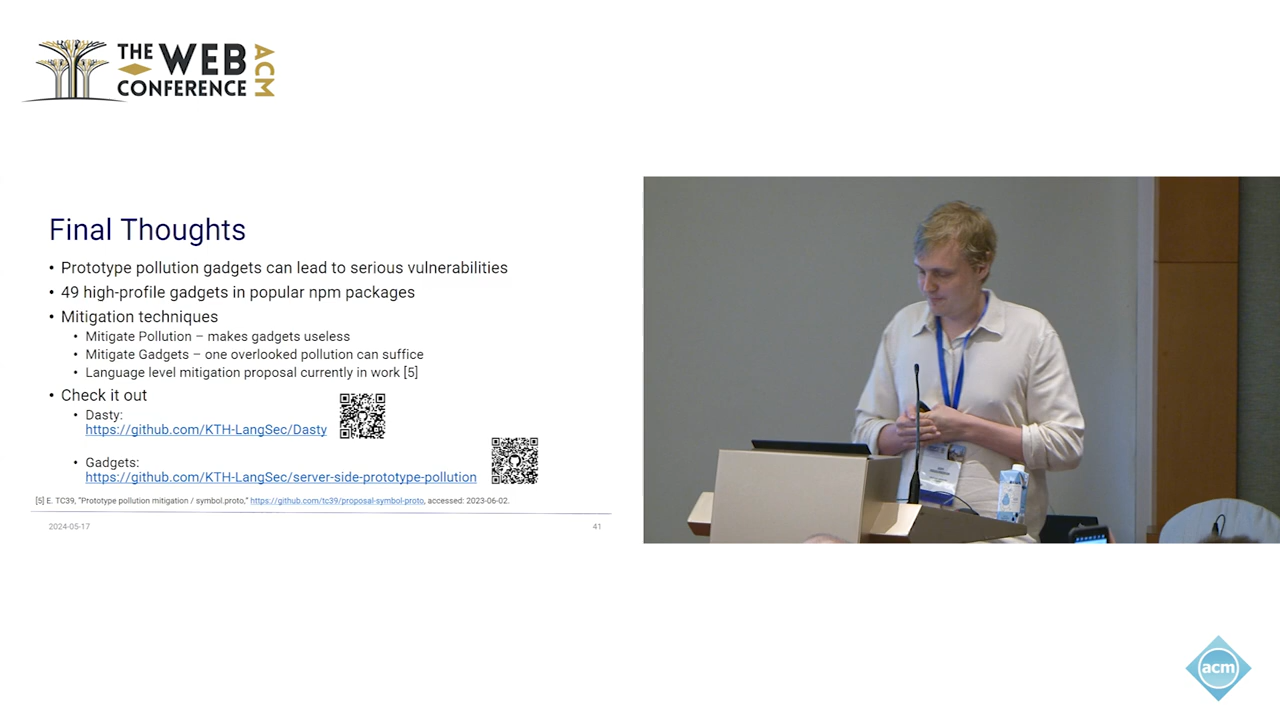 THE WEB
CONFERENCE
ACM
Final Thoughts
• Prototype pollution gadgets can lead to serious vulnerabilities
• 49 high-profile gadgets in popular npm packages
• Mitigation techniques
• Mitigate Pollution – makes gadgets useless
• Mitigate Gadgets – one overlooked pollution can suffice
• Language level mitigation proposal currently in work [5]
• Check it out
• Dasty:
https://github.com/KTH-LangSec/Dasty
• Gadgets:
https://github.com/KTH-LangSec/server-side-prototype-pollution
[5] E. TC39, “Prototype pollution mitigation / symbol.proto,” https://github.com/tc39/proposal-symbol-proto, accessed: 2023-06-02.
2024-05-17
41
acm